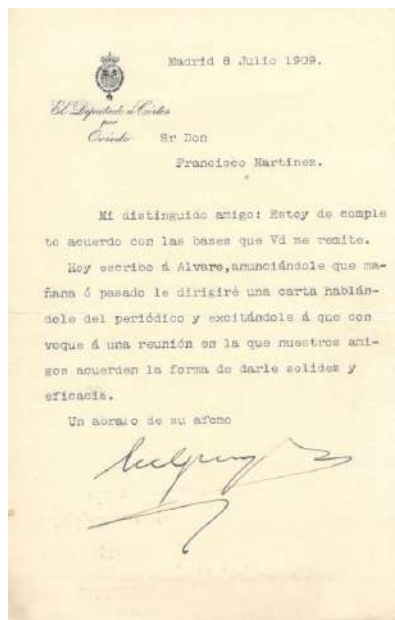 Madrid 8 Julio 1909.
El Diputado a Córtes
por
Oviedo
Sr Don
Francisco Martinez.
Mi distinguido amigo: Estoy de comple
to acuerdo con las bases que Vd me remite.
Hoy escribo á Alvaro,anunciándole que ma-
ñana ó pasado le dirigiré una carta hablán-
dole del periódico y excitándole á que con
voque á una reunión en la que nuestros ami-
gos acuerden la forma de darle solidez y
eficacia.
Un abrazo de su afcmo